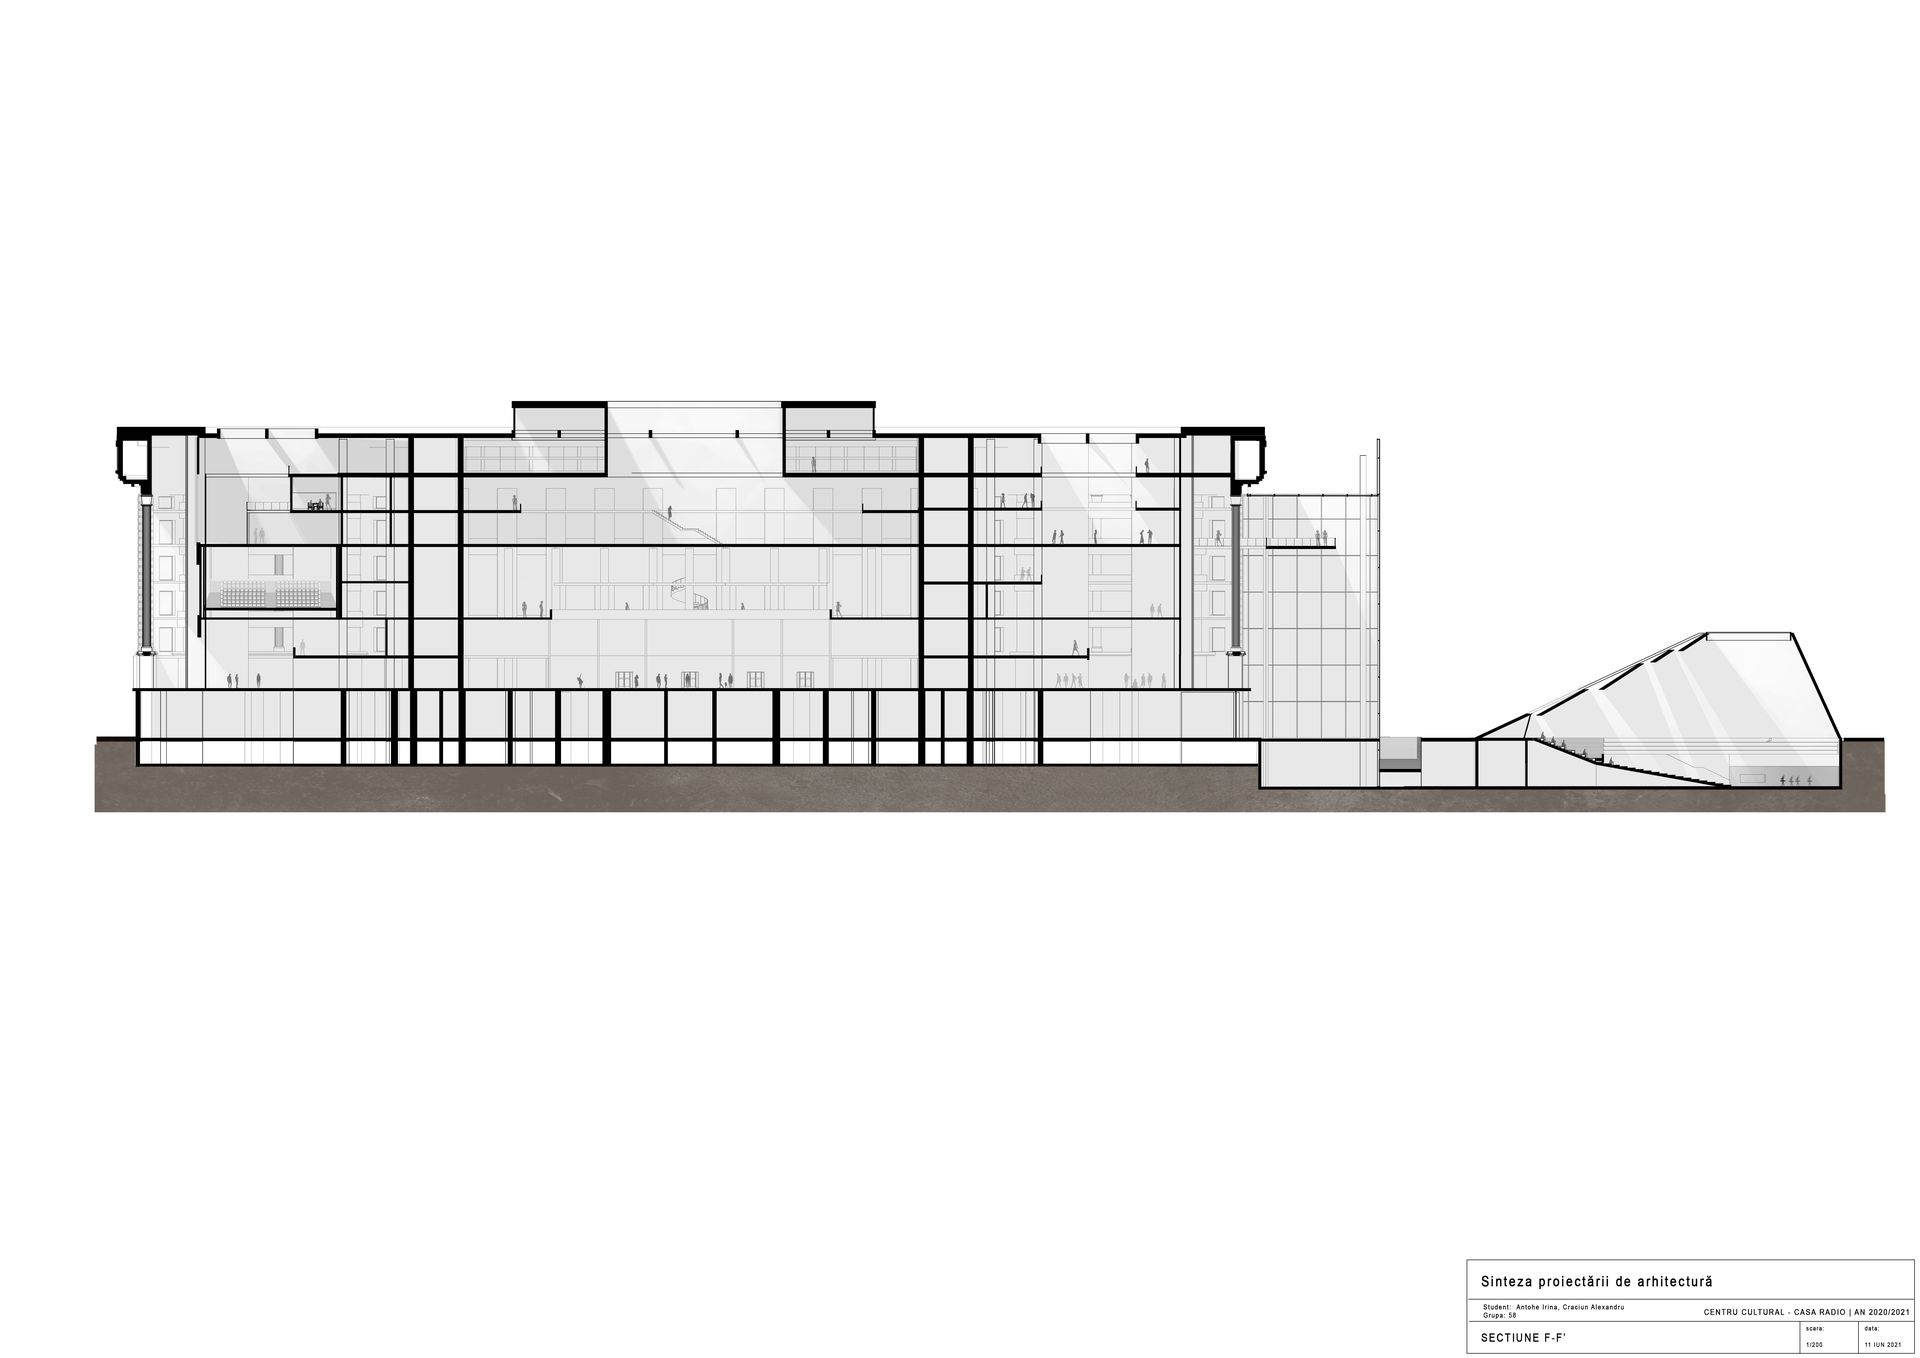 Sinteza proiectării de arhitectură
Student: Antohe Irina, Craciun Alexandru
Grupa: 58
CENTRU CULTURAL - CASA RADIO | AN 2020/2021
SECTIUNE F-F'
scara:
1/200
data:
11 IUN 2021